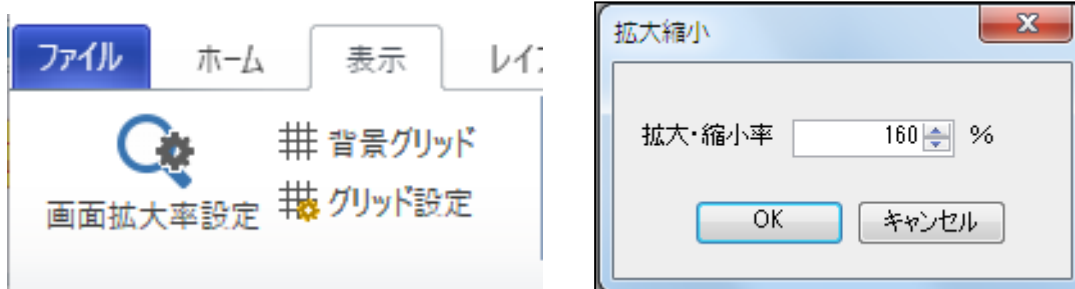 ファイル ホーム 表示 レイ
背景グリッド
画面拡大率設定 グリッド設定
拡大縮小
拡大・縮小率 160 %
OK キャンセル